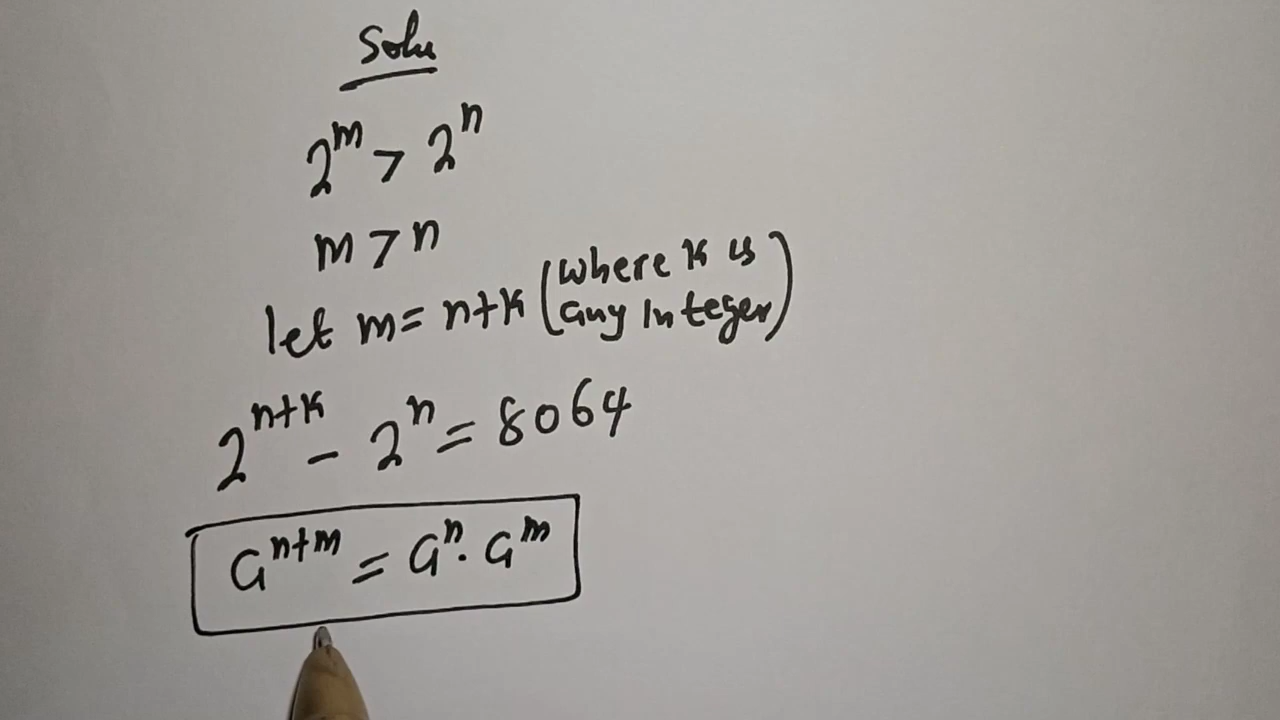 Solu
2^m > 2^n
m > n
let m = n+k (where k is any Integer)
2^{n+k} - 2^n = 8064
a^{n+m} = a^n · a^m